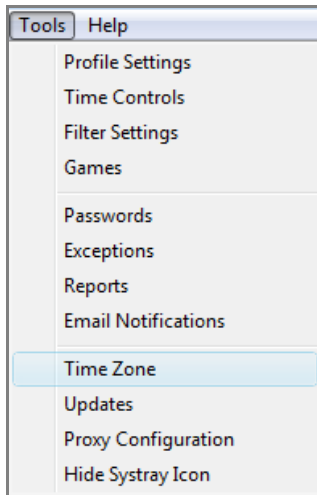 Tools Help
Profile Settings
Time Controls
Filter Settings
Games
Passwords
Exceptions
Reports
Email Notifications
Time Zone
Updates
Proxy Configuration
Hide Systray Icon